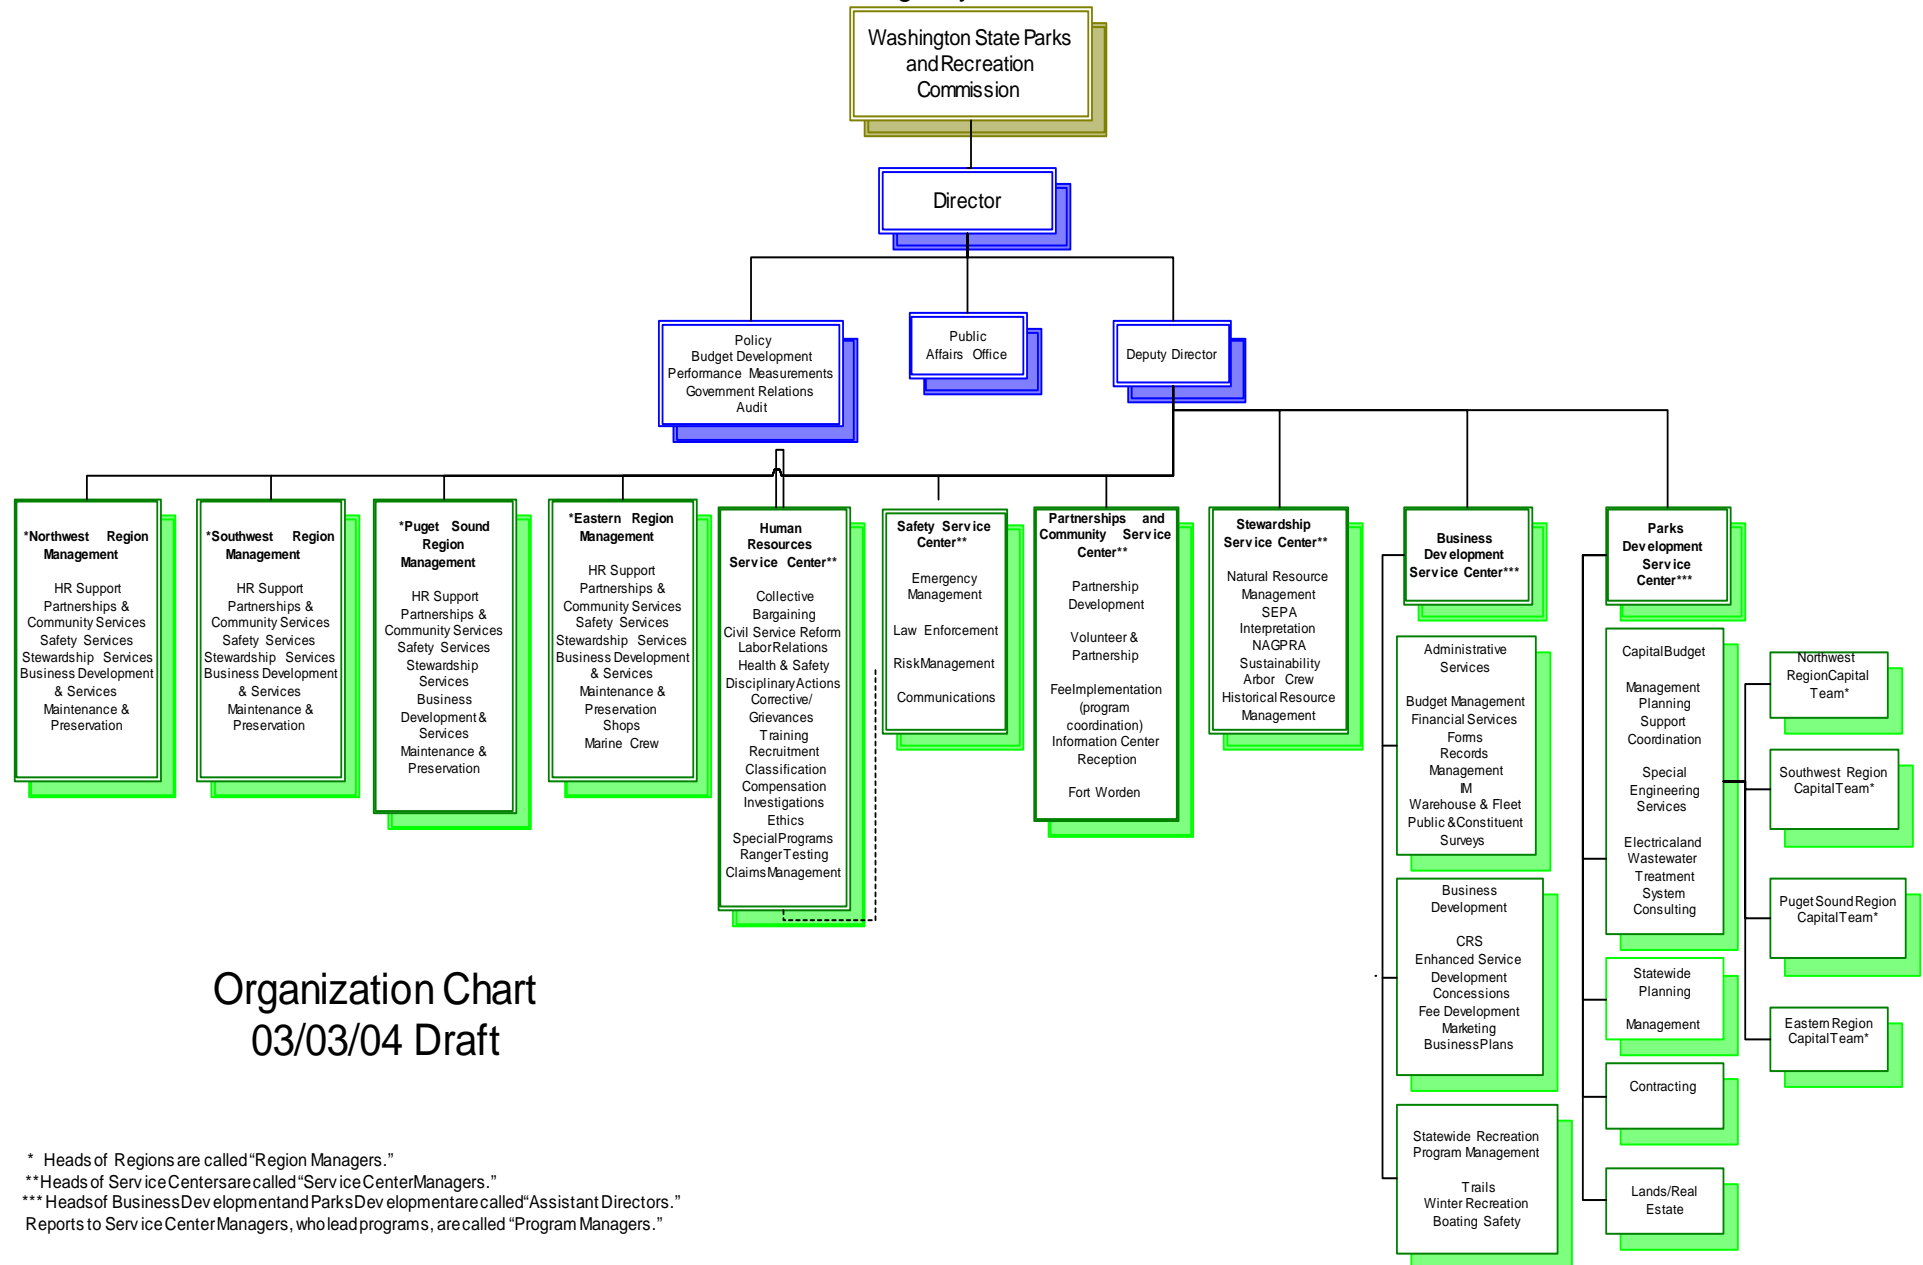 Washington State Parks
and Recreation
Commission
Director
Policy
Budget Development
Performance Measurements
Government Relations
Audit
Public
Affairs Office
Deputy Director
*Northwest Region
Management
HR Support
Partnerships &
Community Services
Safety Services
Stewardship Services
Business Development
& Services
Maintenance &
Preservation
*Southwest Region
Management
HR Support
Partnerships &
Community Services
Safety Services
Stewardship Services
Business Development
& Services
Maintenance &
Preservation
*Puget Sound
Region
Management
HR Support
Partnerships &
Community Services
Safety Services
Stewardship
Services
Business
Development &
Services
Maintenance &
Preservation
*Eastern Region
Management
HR Support
Partnerships &
Community Services
Safety Services
Stewardship Services
Business Development
& Services
Maintenance &
Preservation
Shops
Marine Crew
Human
Resources
Service Center**
Collective
Bargaining
Civil Service Reform
Labor Relations
Health & Safety
Disciplinary Actions
Corrective/
Grievances
Training
Recruitment
Classification
Compensation
Investigations
Ethics
Special Programs
Ranger Testing
Claims Management
Safety Service
Center**
Emergency
Management
Law Enforcement
Risk Management
Communications
Partnerships and
Community Service
Center**
Partnership
Development
Volunteer &
Partnership
Fee Implementation
(program
coordination)
Information Center
Reception
Fort Worden
Stewardship
Service Center**
Natural Resource
Management
SEPA
Interpretation
NAGPRA
Sustainability
Arbor Crew
Historical Resource
Management
Business
Development
Service Center***
Administrative
Services
Budget Management
Financial Services
Forms
Records
Management
IM
Warehouse & Fleet
Public & Constituent
Surveys
Business
Development
CRS
Enhanced Service
Development
Concessions
Fee Development
Marketing
Business Plans
Statewide Recreation
Program Management
Trails
Winter Recreation
Boating Safety
Parks
Development
Service
Center***
Capital Budget
Management
Planning
Support
Coordination
Special
Engineering
Services
Electrical and
Wastewater
Treatment
System
Consulting
Statewide
Planning
Management
Contracting
Lands/Real
Estate
Northwest
Region Capital
Team*
Southwest Region
Capital Team*
Puget Sound Region
Capital Team*
Eastern Region
Capital Team*
Organization Chart
03/03/04 Draft
* Heads of Regions are called “Region Managers.”
** Heads of Service Centers are called “Service Center Managers.”
*** Heads of Business Development and Parks Development are called “Assistant Directors.”
Reports to Service Center Managers, who lead programs, are called “Program Managers.”